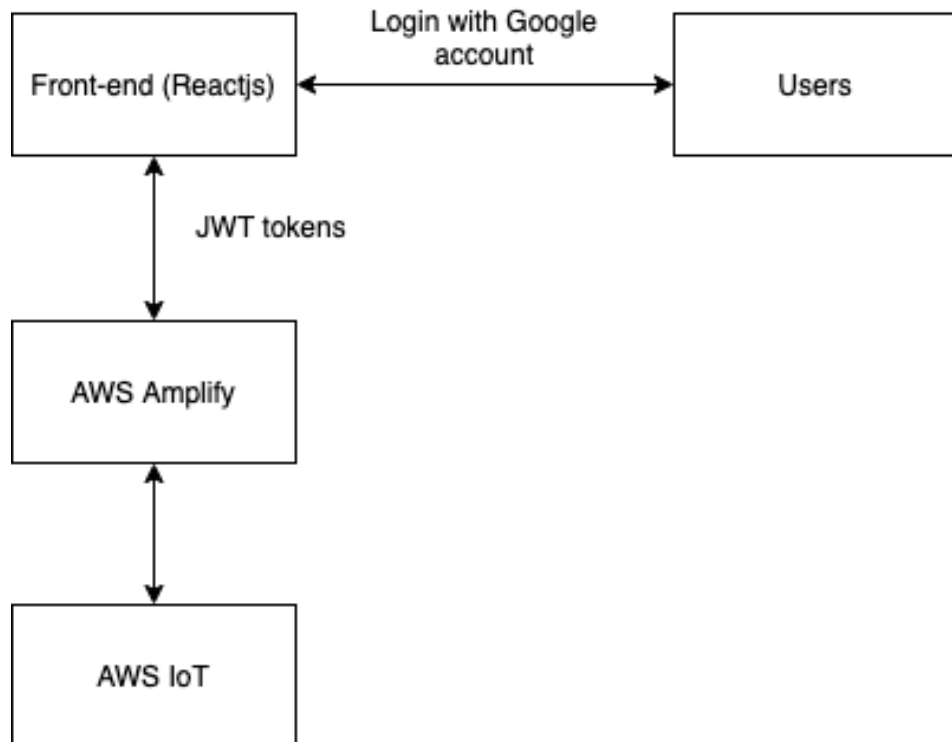 Login with Google
account
Front-end (Reactjs)
Users
JWT tokens
AWS Amplify
AWS IoT